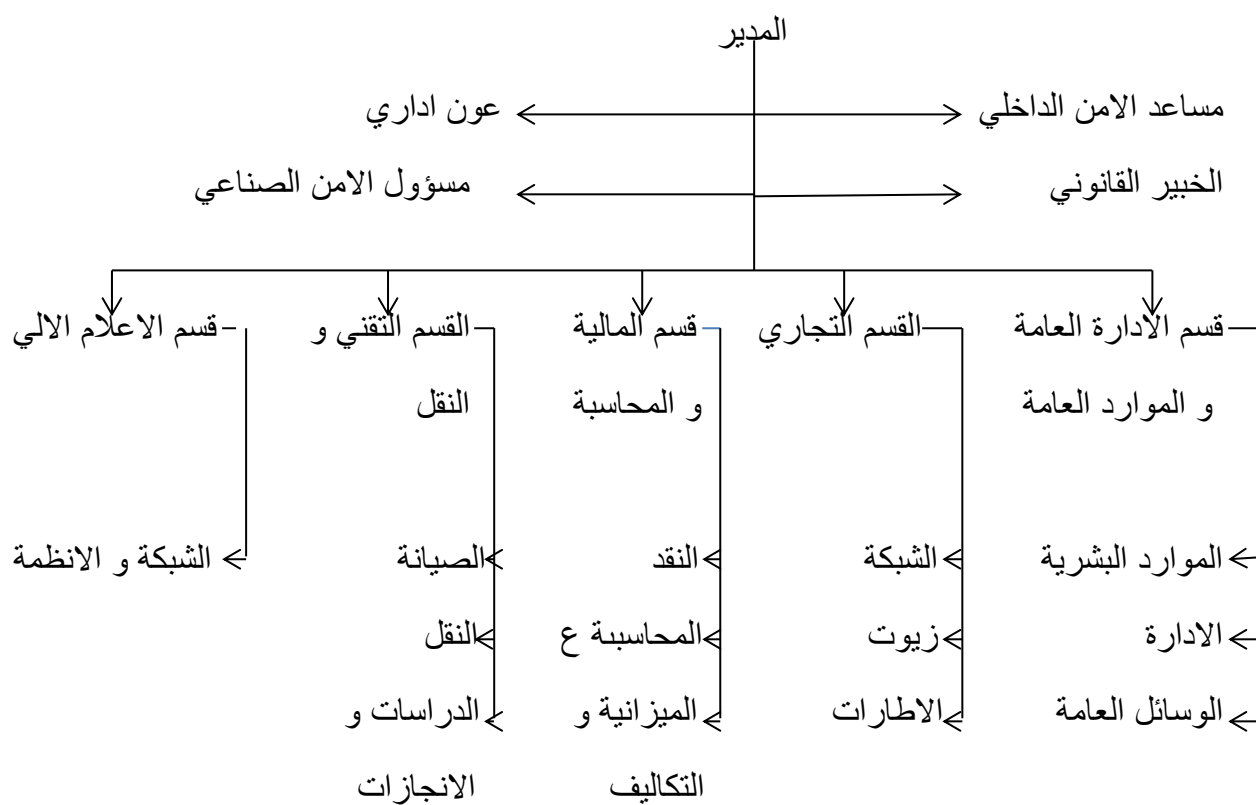 المدير
مساعد الامن الداخلي
عون اداري
الخبير القانوني
مسؤول الامن الصناعي
قسم الادارة العامة
و الموارد العامة
القسم التجاري
قسم المالية
و المحاسبة
القسم التقني و
النقل
قسم الاعلام الالي
الموارد البشرية
الادارة
الوسائل العامة
الشبكة
زيوت
الاطارات
النقد
المحاسبة ع
الميزانية و
التكاليف
الصيانة
النقل
الدراسات و
الانجازات
الشبكة و الانظمة